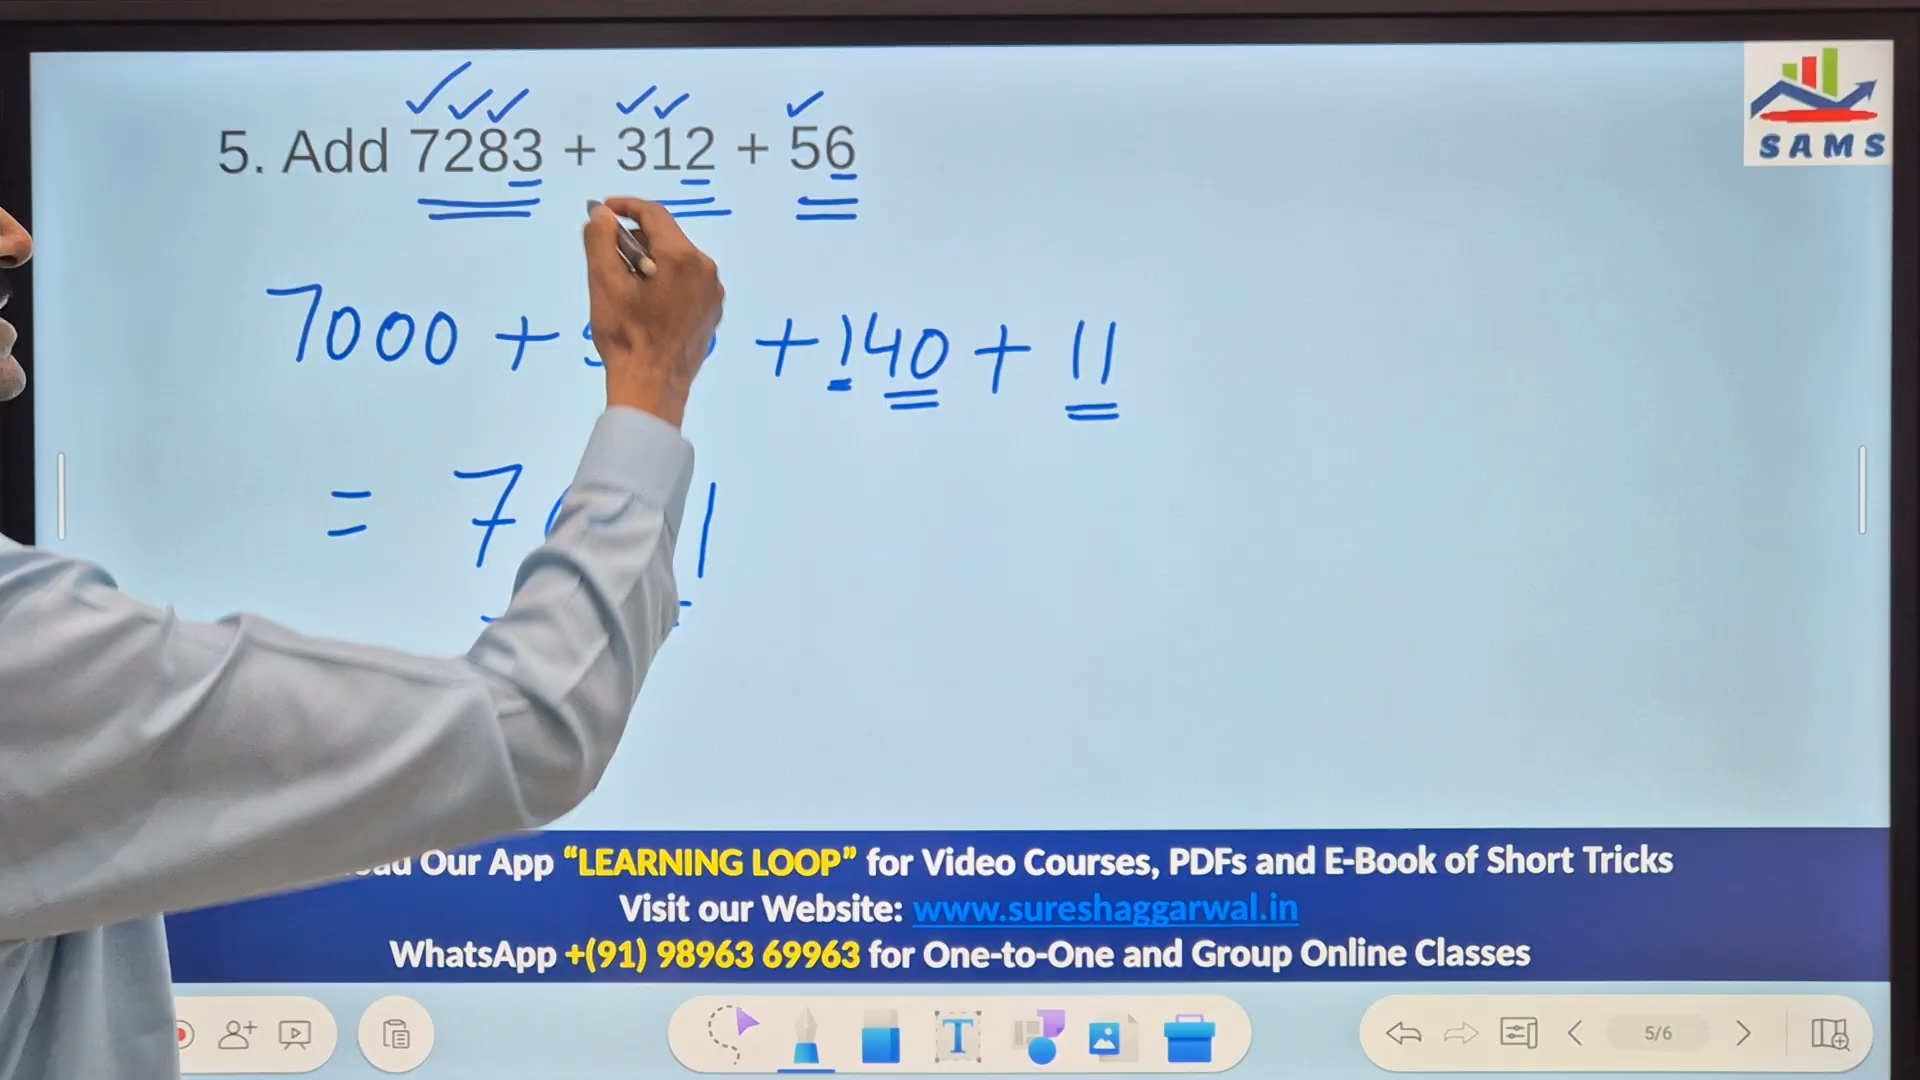 SAMS
5. Add 7283 + 312 + 56
7000 + + 140 + 11
= 7 1
Our App “LEARNING LOOP” for Video Courses, PDFs and E-Book of Short Tricks
Visit our Website: www.sureshaggarwal.in
WhatsApp +(91) 98963 69963 for One-to-One and Group Online Classes
T
5/6